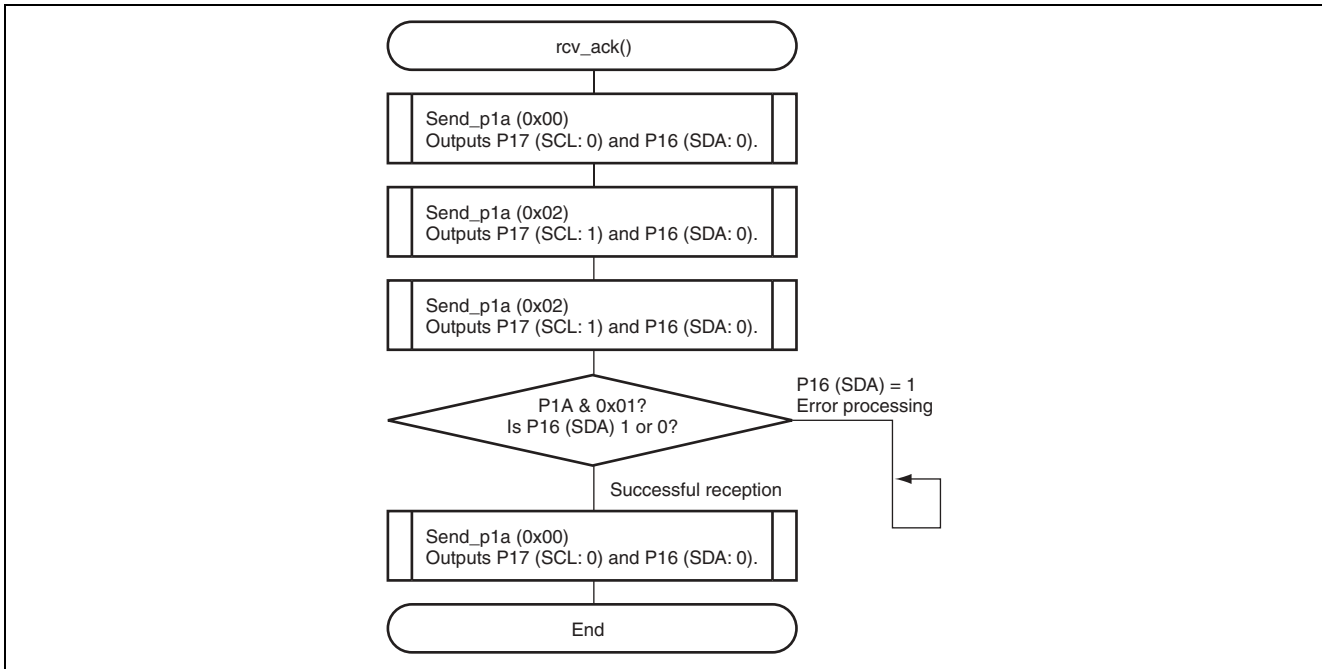 rcv_ack()
Send_p1a (0x00)
Outputs P17 (SCL: 0) and P16 (SDA: 0).
Send_p1a (0x02)
Outputs P17 (SCL: 1) and P16 (SDA: 0).
Send_p1a (0x02)
Outputs P17 (SCL: 1) and P16 (SDA: 0).
P1A & 0x01?
Is P16 (SDA) 1 or 0?
P16 (SDA) = 1
Error processing
Successful reception
Send_p1a (0x00)
Outputs P17 (SCL: 0) and P16 (SDA: 0).
End